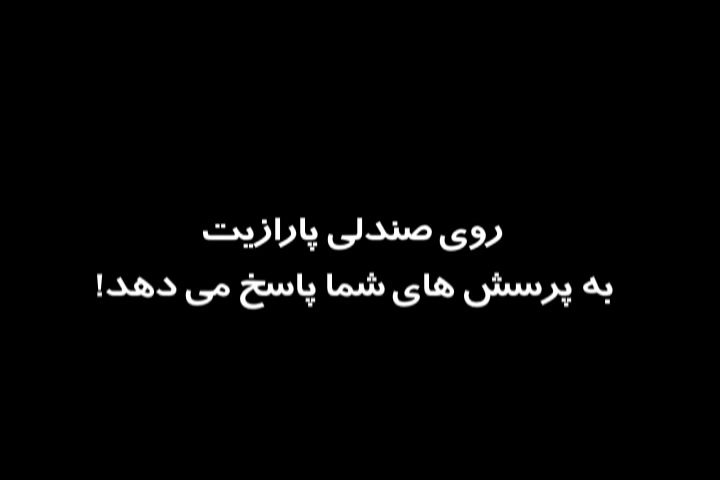 روی صندلی پارازیت
به پرسش های شما پاسخ می دهد!